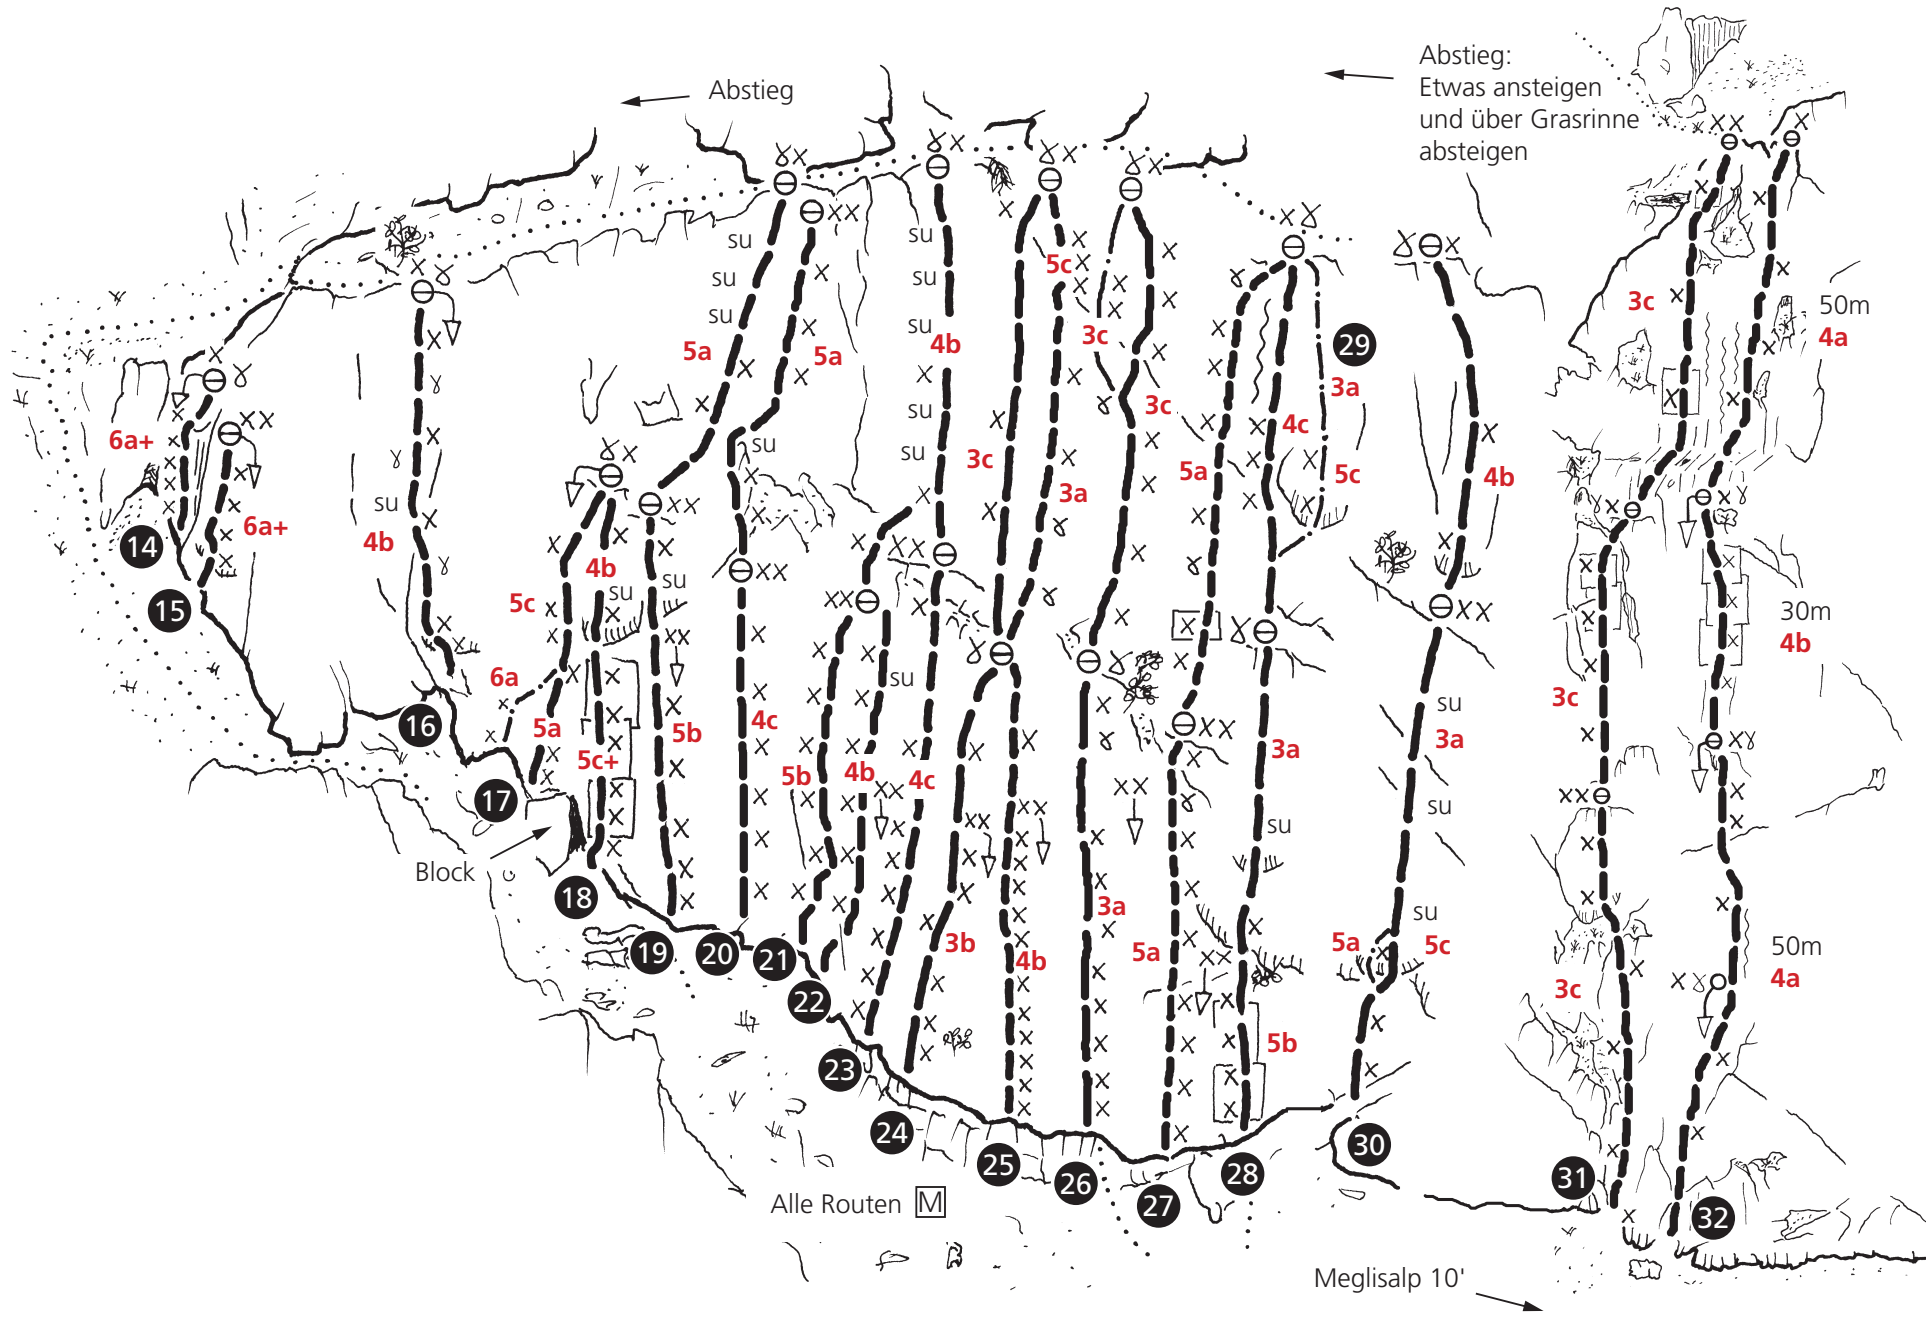 Abstieg
Abstieg:
Etwas ansteigen
und über Grasrinne
absteigen
su
su
su
su
su
su
3c
50m
4a
5c
3c
4b
5a
5a
29
3a
3c
4c
6a+
su
su
su
3c
3a
5a
5c
4b
6a+
su
4b
14
15
4b
su
su
5c
30m
4b
6a
su
3c
16
5a
5b
4c
su
3a
3a
5c+
5b
4b
4c
17
su
su
Block
18
3a
su
5a
5c
19
20
21
3b
4b
5a
50m
4a
3c
22
5b
23
24
25
26
27
28
30
31
32
Alle Routen M
Meglisalp 10'